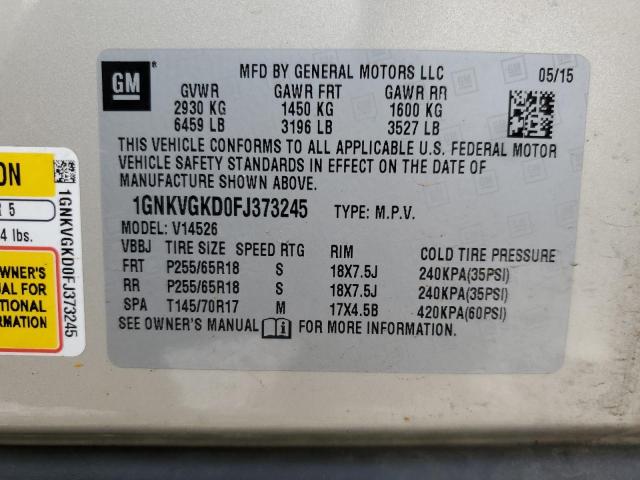 GM
MFD BY GENERAL MOTORS LLC 05/15
GVWR GAWR FRT GAWR RR
2930 KG 1450 KG 1600 KG
6459 LB 3196 LB 3527 LB
THIS VEHICLE CONFORMS TO ALL APPLICABLE U.S. FEDERAL MOTOR
VEHICLE SAFETY STANDARDS IN EFFECT ON THE DATE OF
MANUFACTURE SHOWN ABOVE.
1GNKVGKD0FJ373245 TYPE: M.P.V.
MODEL: V14526
VBBJ TIRE SIZE SPEED RTG RIM COLD TIRE PRESSURE
FRT P255/65R18 S 18X7.5J 240KPA(35PSI)
RR P255/65R18 S 18X7.5J 240KPA(35PSI)
SPA T145/70R17 M 17X4.5B 420KPA(60PSI)
SEE OWNER'S MANUAL i FOR MORE INFORMATION.
ON
R 5
4 lbs.
OWNER'S
UAL FOR
TIONAL
RMATION
1GNKVGKD0FJ373245